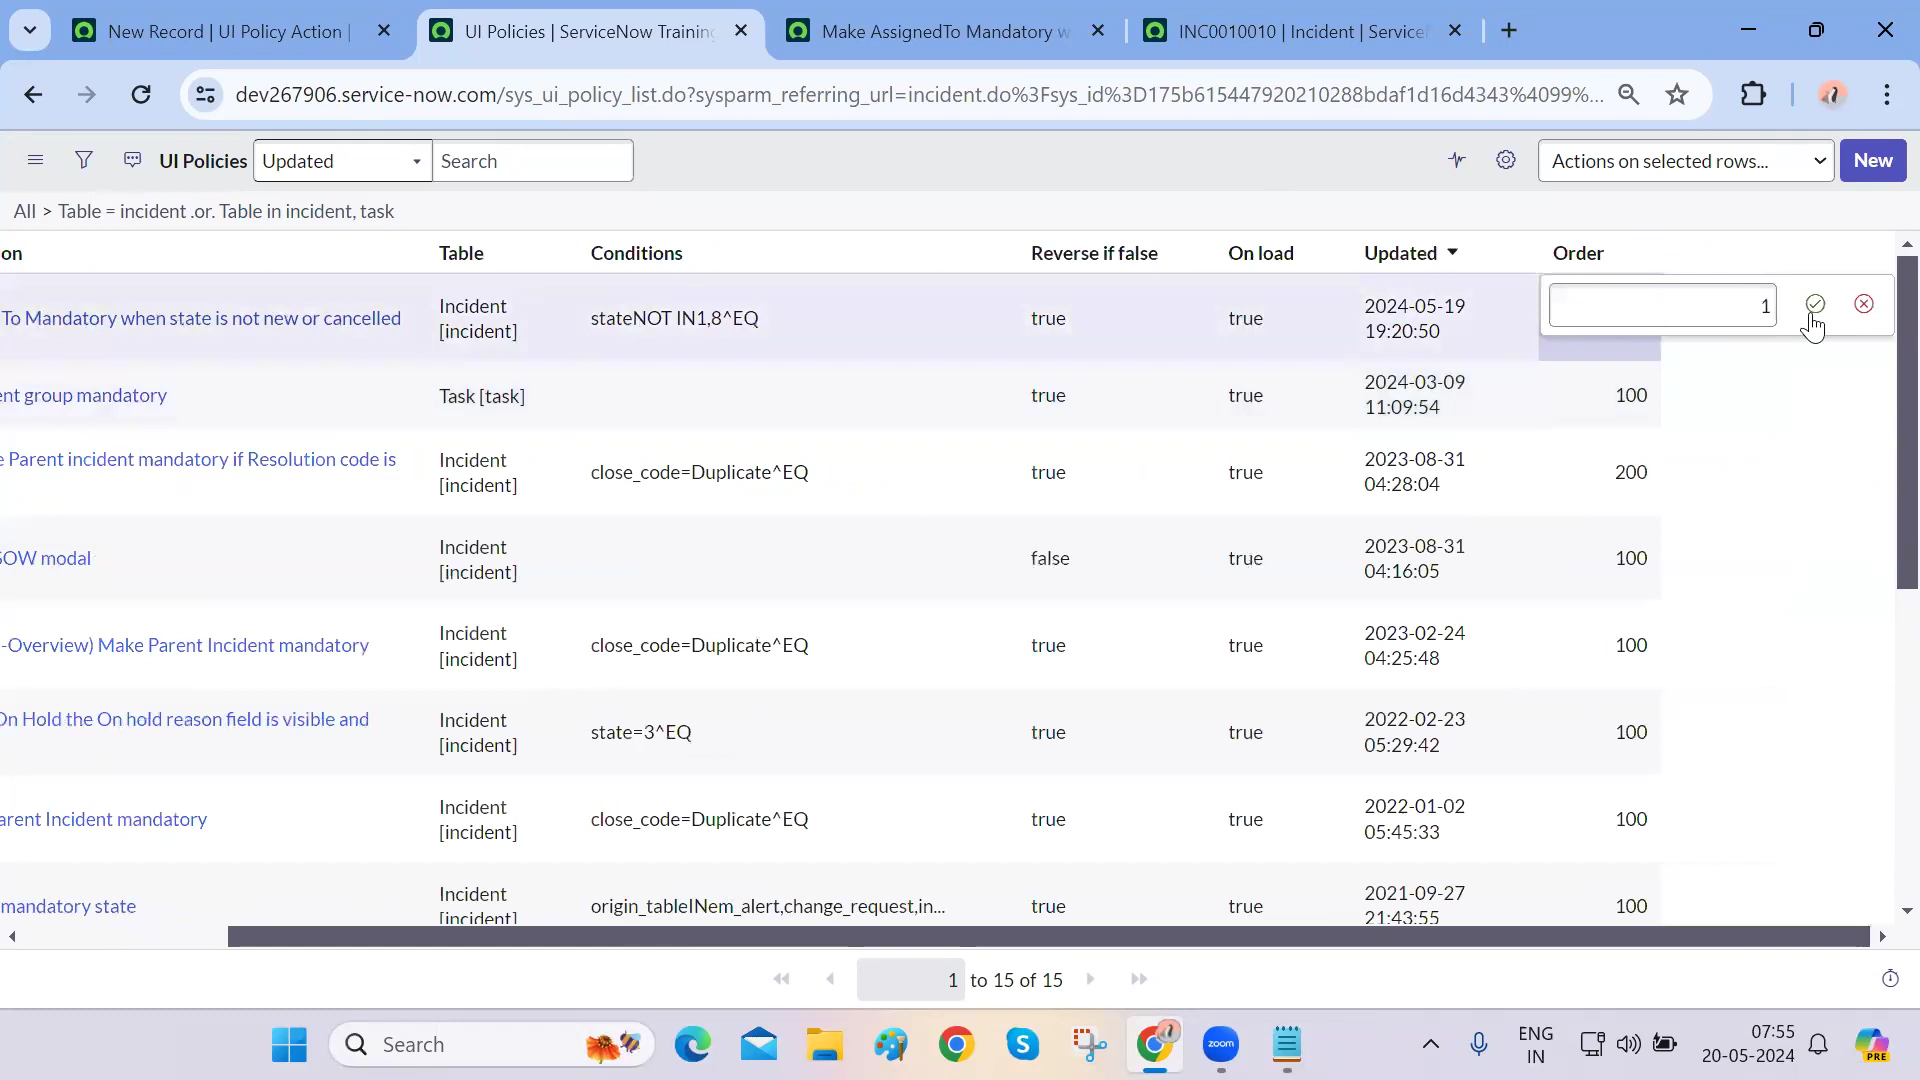 New Record | UI Policy Action |
UI Policies | ServiceNow Training
Make AssignedTo Mandatory w
INC0010010 | Incident | Service
dev267906.service-now.com/sys_ui_policy_list.do?sysparm_referring_url=incident.do%3Fsys_id%3D175b615447920210288bdaf1d16d4343%4099%...
UI Policies
Updated
Search
Actions on selected rows...
New
All > Table = incident .or. Table in incident, task
on
Table
Conditions
Reverse if false
On load
Updated
Order
To Mandatory when state is not new or cancelled
Incident
[incident]
stateNOT IN1,8^EQ
true
true
2024-05-19
19:20:50
1
ent group mandatory
Task [task]
true
true
2024-03-09
11:09:54
100
e Parent incident mandatory if Resolution code is
Incident
[incident]
close_code=Duplicate^EQ
true
true
2023-08-31
04:28:04
200
SOW modal
Incident
[incident]
false
true
2023-08-31
04:16:05
100
-Overview) Make Parent Incident mandatory
Incident
[incident]
close_code=Duplicate^EQ
true
true
2023-02-24
04:25:48
100
On Hold the On hold reason field is visible and
Incident
[incident]
state=3^EQ
true
true
2022-02-23
05:29:42
100
arent Incident mandatory
Incident
[incident]
close_code=Duplicate^EQ
true
true
2022-01-02
05:45:33
100
mandatory state
Incident
[incident]
origin_tableINem_alert,change_request,in...
true
true
2021-09-27
21:43:55
100
1 to 15 of 15
Search
zoom
ENG
IN
07:55
20-05-2024
PRE